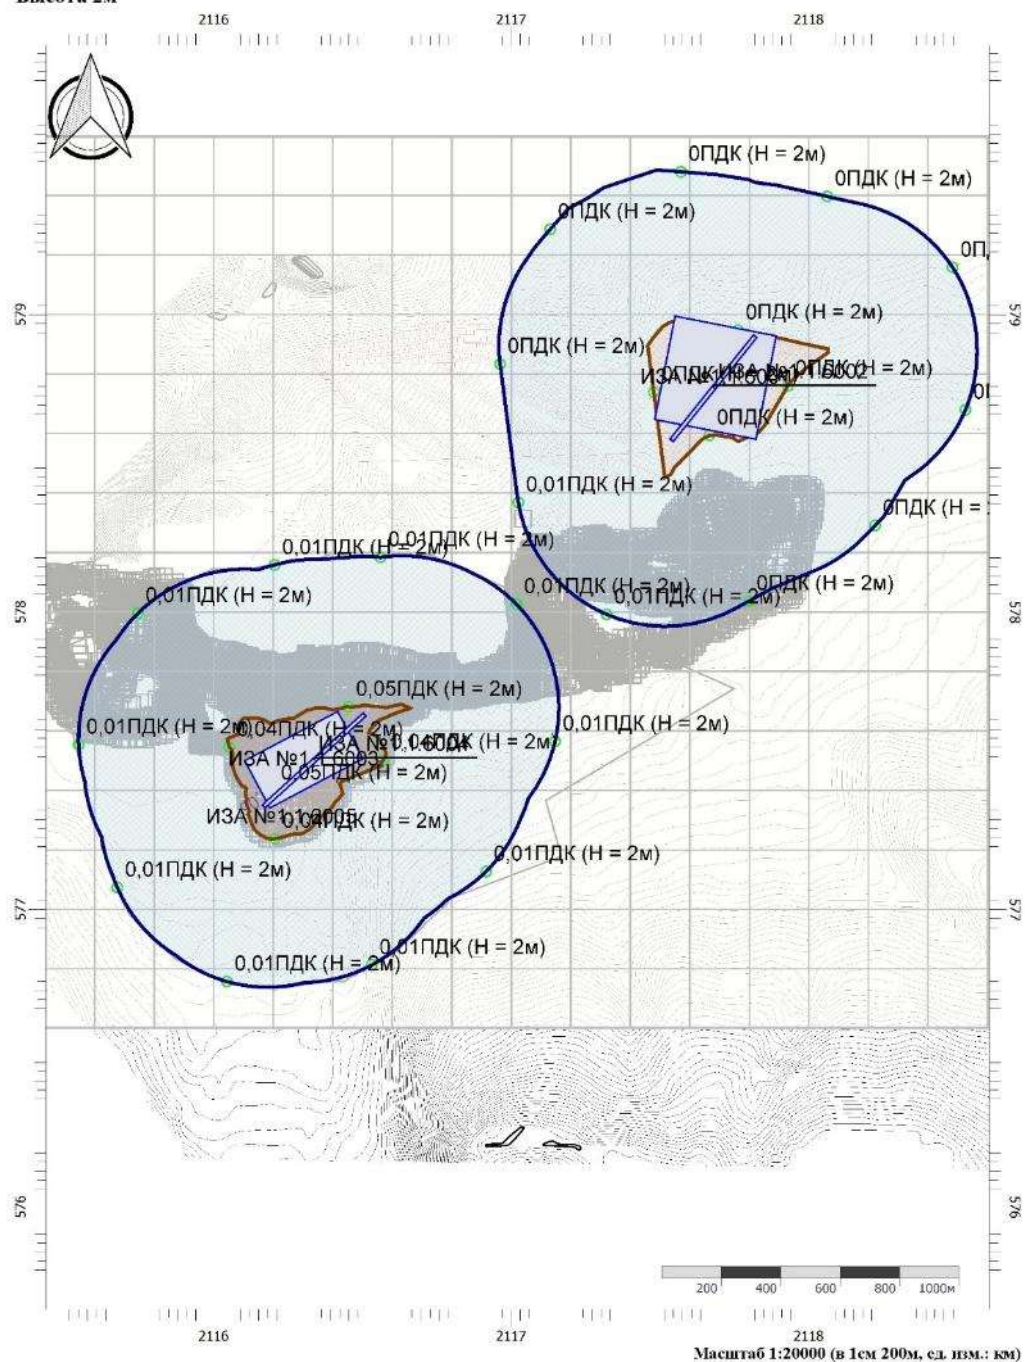 Высота 2м
2116 2117 2118
0ПДК (Н = 2м)
0ПДК (Н = 2м)
0ПДК (Н = 2м)
0П,
579 579
0ПДК (Н = 2м)
0ПДК (Н = 2м)
0ПДК (Н = 2м)
0ПДК (Н = 2м)
0,01ПДК (Н = 2м)
0ПДК (Н =
0,01ПДК (Н = 2м)
0,01ПДК (Н = 2м)
0,01ПДК (Н = 2м)
0,01ПДК (Н = 2м)
0ПДК (Н = 2м)
0,01ПДК (Н = 2м)
578 578
0,05ПДК (Н = 2м)
0,01ПДК (Н = 2м)
0,04ПДК (Н = 2м)
0,04ПДК (Н = 2м)
0,01ПДК (Н = 2м)
0,05ПДК (Н = 2м)
0,04ПДК (Н = 2м)
0,01ПДК (Н = 2м)
0,01ПДК (Н = 2м)
577 577
0,01ПДК (Н = 2м)
0,01ПДК (Н = 2м)
576 576
200 400 600 800 1000м
2116 2117 2118
Масштаб 1:20000 (в 1см 200м, ед. изм.: км)